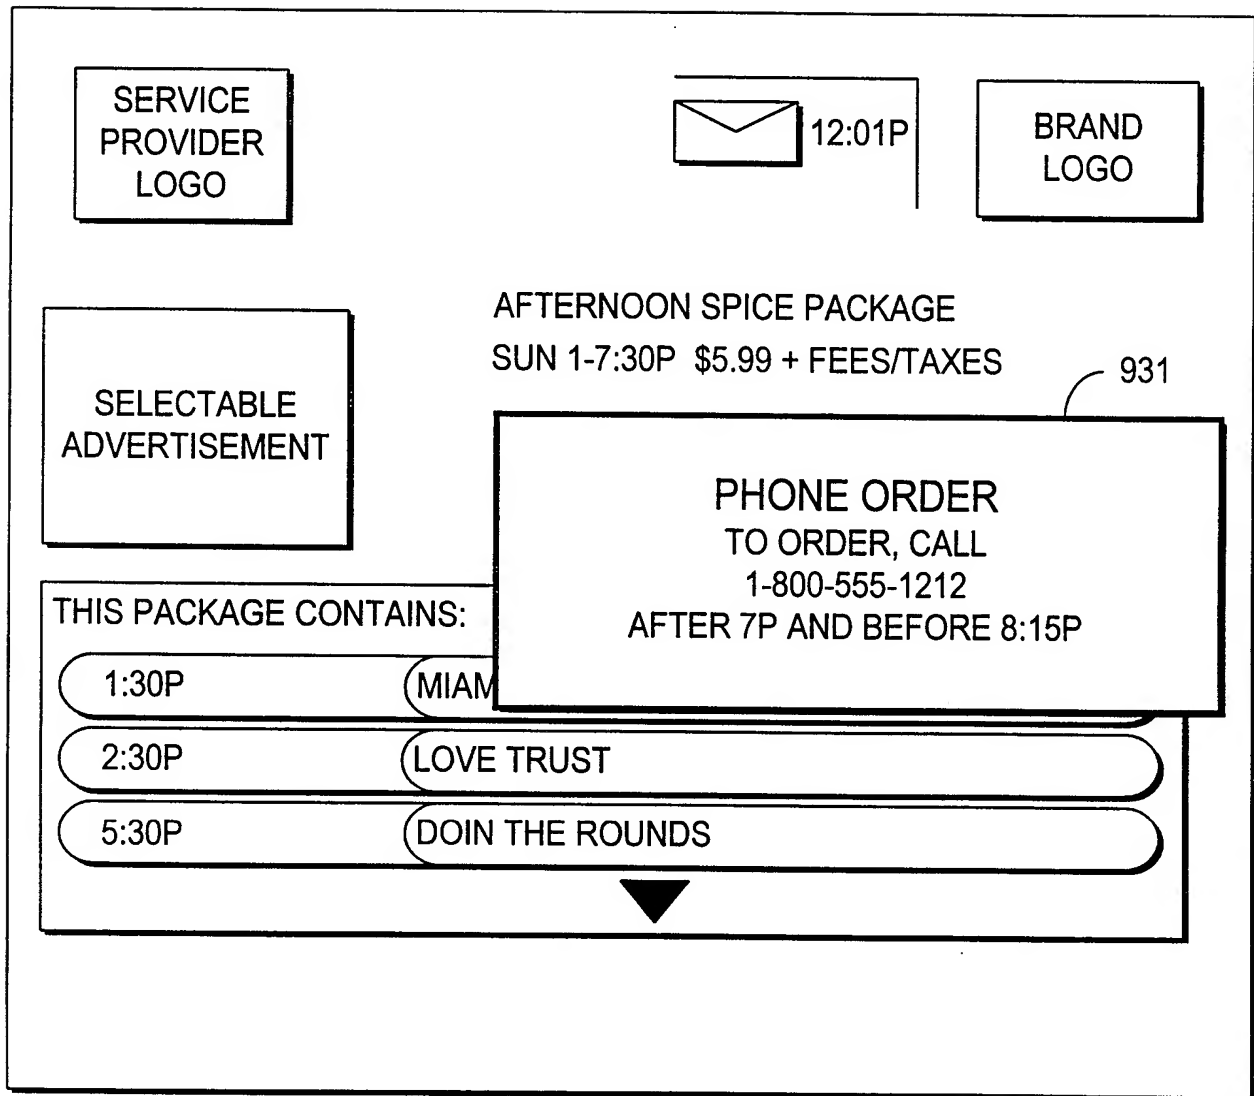 SERVICE
PROVIDER
LOGO
12:01P
BRAND
LOGO
AFTERNOON SPICE PACKAGE
SUN 1-7:30P $5.99 + FEES/TAXES
931
SELECTABLE
ADVERTISEMENT
PHONE ORDER
TO ORDER, CALL
1-800-555-1212
AFTER 7P AND BEFORE 8:15P
THIS PACKAGE CONTAINS:
1:30P MIAM
2:30P LOVE TRUST
5:30P DOIN THE ROUNDS